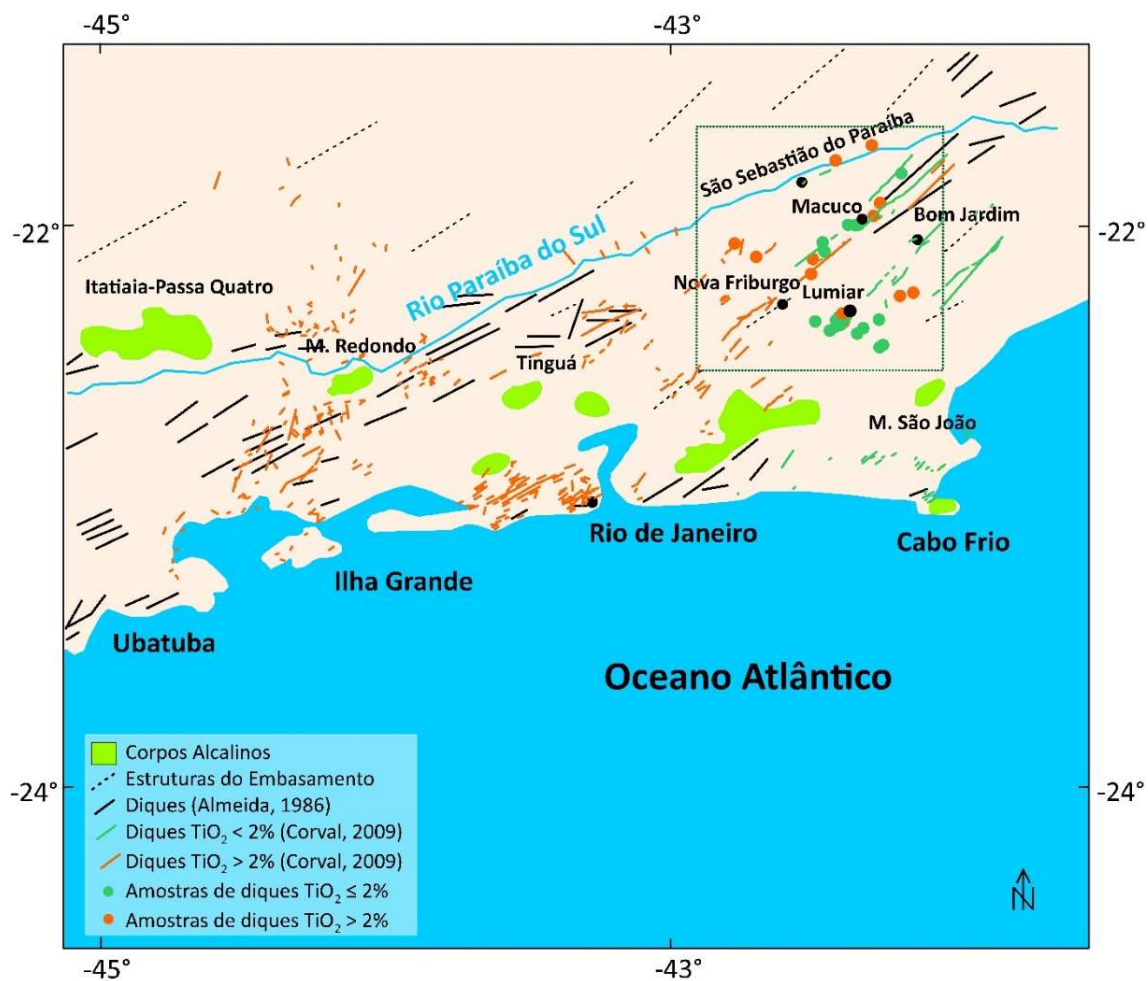 -45°
-43°
São Sebastião do Paraíba
Macuco
Bom Jardim
-22°
-22°
Rio Paraíba do Sul
Itatiaia-Passa Quatro
Nova Friburgo
Lumiar
M. Redondo
Tinguá
M. São João
Rio de Janeiro
Cabo Frio
Ilha Grande
Ubatuba
Oceano Atlântico
Corpos Alcalinos
Estruturas do Embasamento
Diques (Almeida, 1986)
Diques TiO₂ < 2% (Corval, 2009)
Diques TiO₂ > 2% (Corval, 2009)
Amostras de diques TiO₂ ≤ 2%
Amostras de diques TiO₂ > 2%
-24°
-24°
N
-45°
-43°